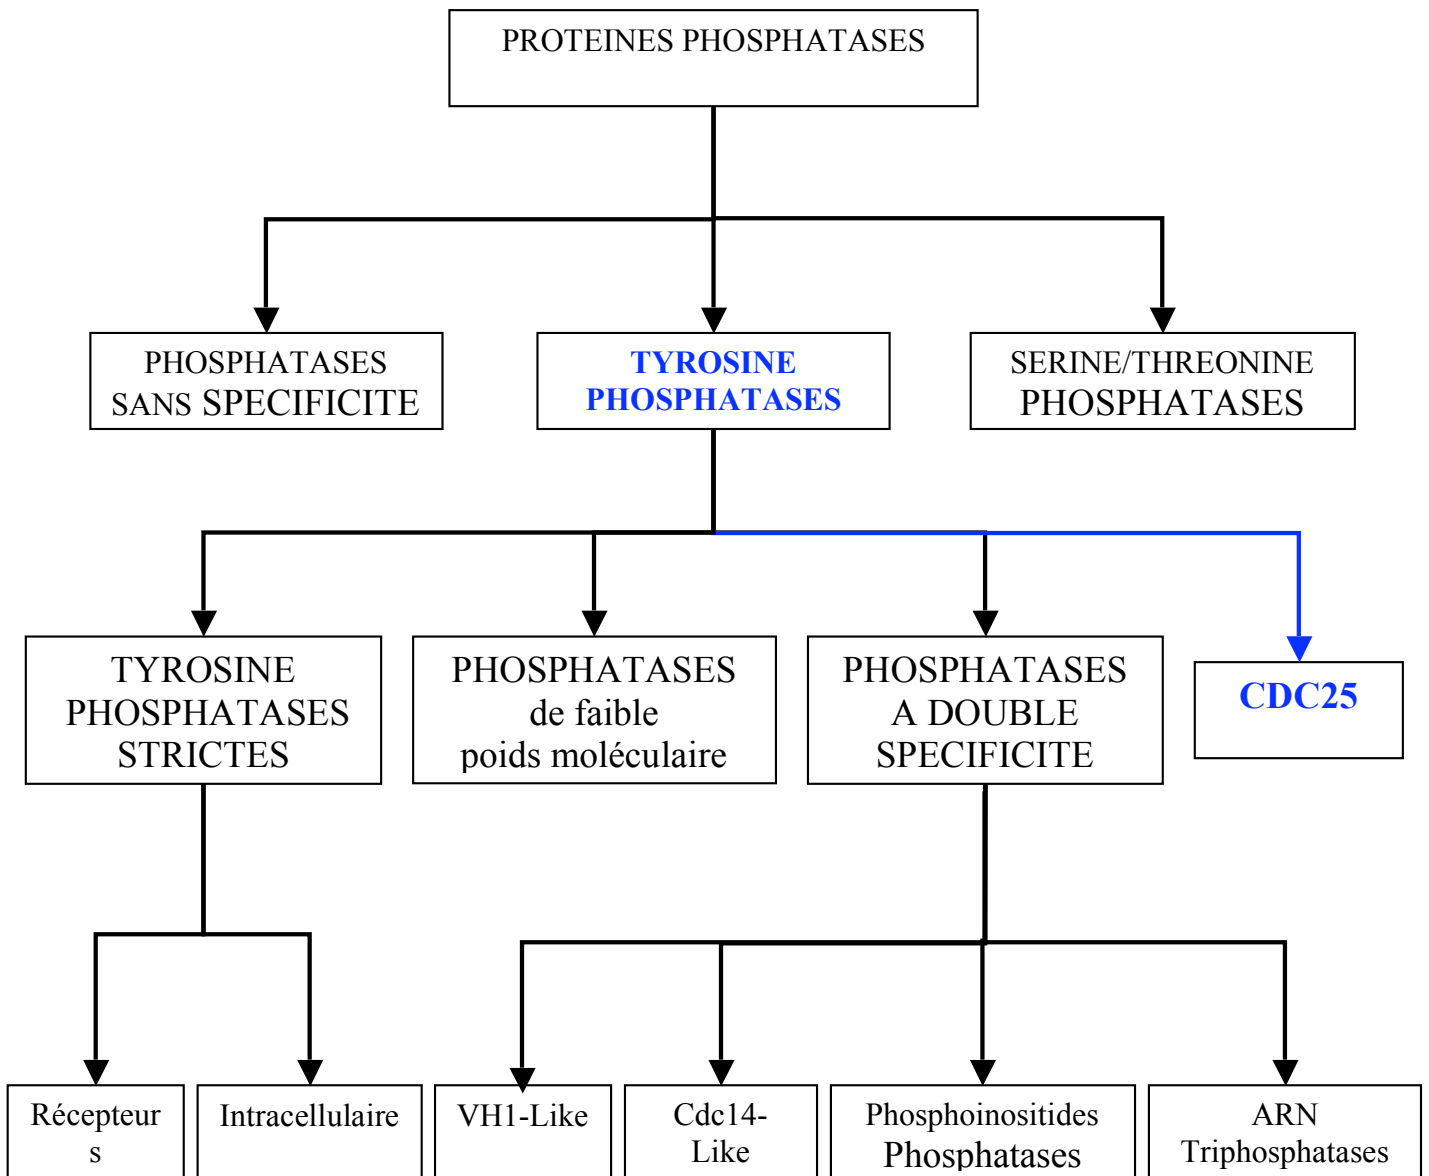 PROTEINES PHOSPHATASES
PHOSPHATASES
SANS SPECIFICITE
TYROSINE
PHOSPHATASES
SERINE/THREONINE
PHOSPHATASES
TYROSINE
PHOSPHATASES
STRICTES
PHOSPHATASES
de faible
poids moléculaire
PHOSPHATASES
A DOUBLE
SPECIFICITE
CDC25
Récepteur
s
Intracellulaire
VH1-Like
Cdc14-
Like
Phosphoinositides
Phosphatases
ARN
Triphosphatases